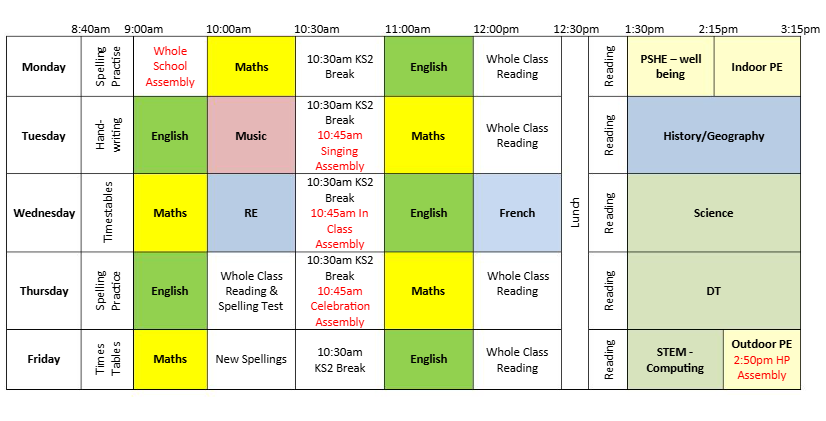 8:40am 9:00am 10:00am 10:30am 11:00am 12:00pm 12:30pm 1:30pm 2:15pm 3:15pm
Monday
Spelling
Practise
Whole
School
Assembly
Maths
10:30am KS2
Break
English
Whole Class
Reading
Lunch
Reading
PSHE – well
being
Indoor PE
Tuesday
Hand-
writing
English
Music
10:30am KS2
Break
10:45am
Singing
Assembly
Maths
Whole Class
Reading
Reading
History/Geography
Wednesday
Timestables
Maths
RE
10:30am KS2
Break
10:45am In
Class
Assembly
English
French
Reading
Science
Thursday
Spelling
Practice
English
Whole Class
Reading &
Spelling Test
10:30am KS2
Break
10:45am
Celebration
Assembly
Maths
Whole Class
Reading
Reading
DT
Friday
Times
Tables
Maths
New Spellings
10:30am
KS2 Break
English
Whole Class
Reading
Reading
STEM -
Computing
Outdoor PE
2:50pm HP
Assembly